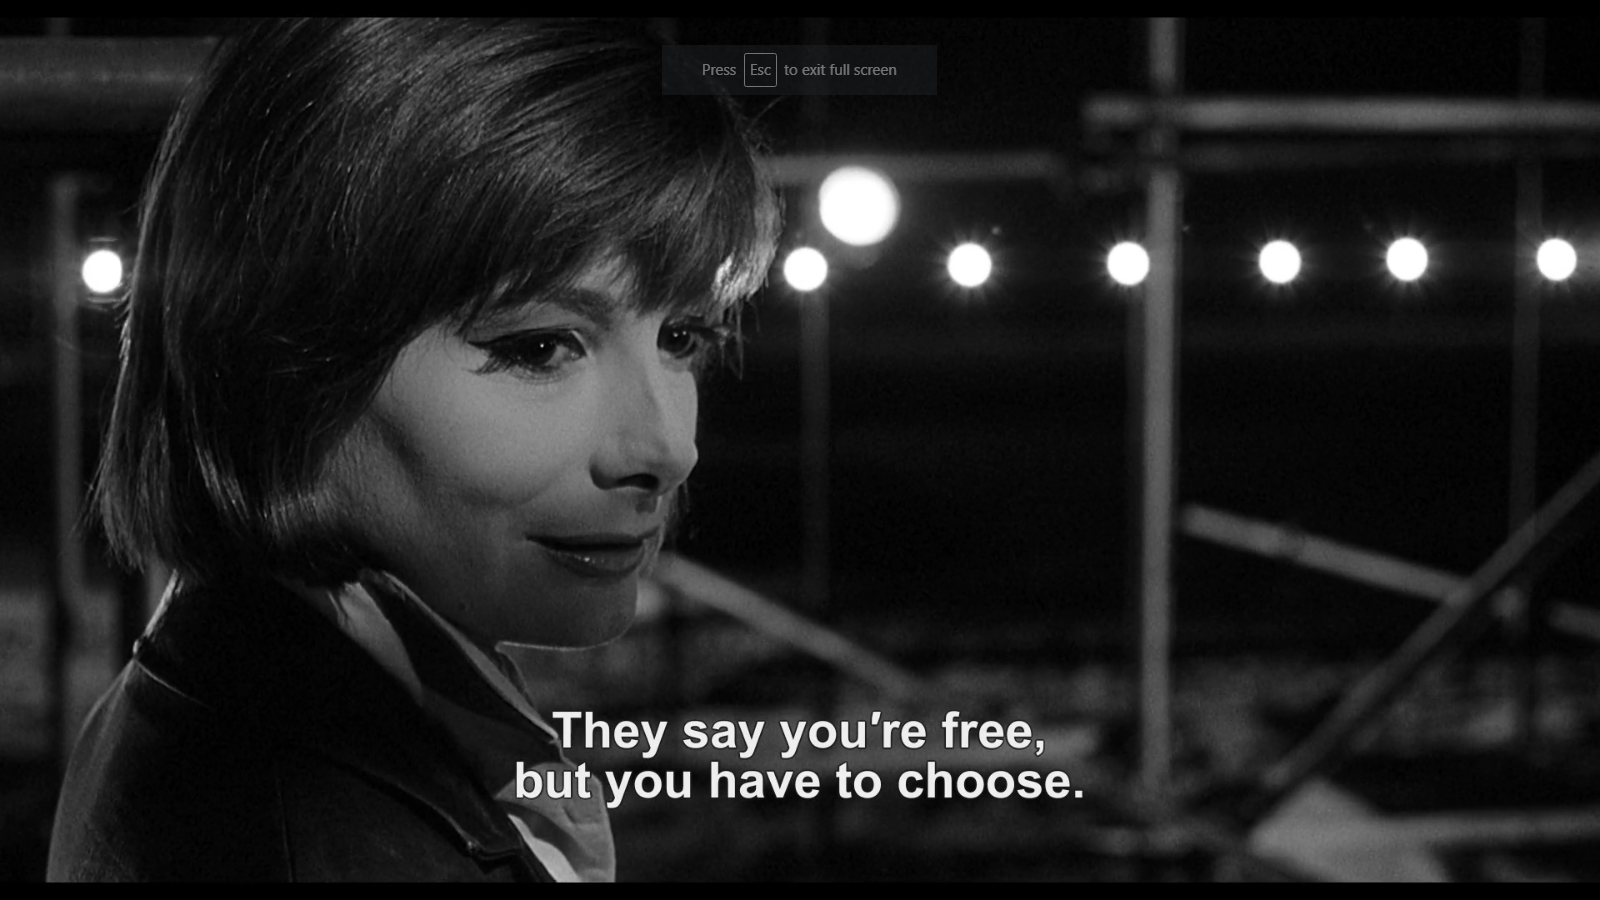 Press Esc to exit full screen
They say you're free,
but you have to choose.